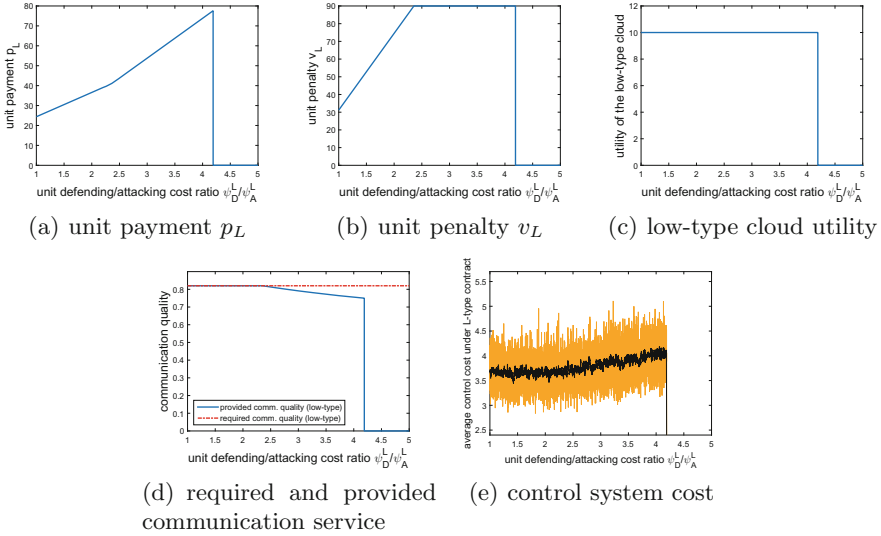 80
70
60
50
40
30
20
10
0
unit payment p_L
1 1.5 2 2.5 3 3.5 4 4.5 5
unit defending/attacking cost ratio ψ_D^L/ψ_A^L
(a) unit payment p_L
90
80
70
60
50
40
30
20
10
0
unit penalty v_L
1 1.5 2 2.5 3 3.5 4 4.5 5
unit defending/attacking cost ratio ψ_D^L/ψ_A^L
(b) unit penalty v_L
12
10
8
6
4
2
0
utility of the low-type cloud
1 1.5 2 2.5 3 3.5 4 4.5 5
unit defending/attacking cost ratio ψ_D^L/ψ_A^L
(c) low-type cloud utility
0.8
0.6
0.4
0.2
0
communication quality
provided comm. quality (low-type)
required comm. quality (low-type)
1 1.5 2 2.5 3 3.5 4 4.5 5
unit defending/attacking cost ratio ψ_D^L/ψ_A^L
(d) required and provided
communication service
5.5
5
4.5
4
3.5
3
2.5
average control cost under L-type contract
1 1.5 2 2.5 3 3.5 4 4.5 5
unit defending/attacking cost ratio ψ_D^L/ψ_A^L
(e) control system cost